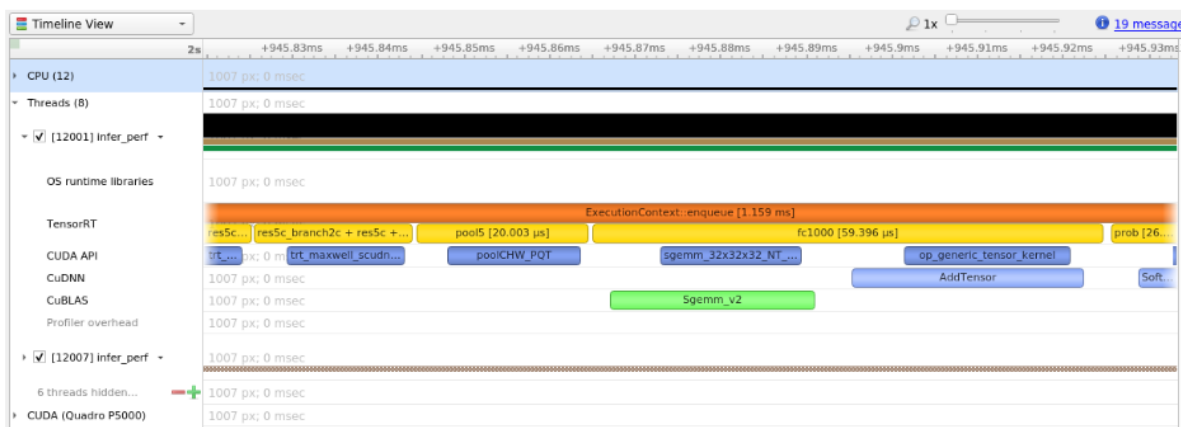 Timeline View 1x 19 message
2s +945.83ms +945.84ms +945.85ms +945.86ms +945.87ms +945.88ms +945.89ms +945.9ms +945.91ms +945.92ms +945.93ms
CPU (12) 1007 px; 0 msec
Threads (8) 1007 px; 0 msec
[12001] infer_perf
OS runtime libraries 1007 px; 0 msec
ExecutionContext::enqueue [1.159 ms]
TensorRT
res5c... res5c_branch2c + res5c +... pool5 [20.003 µs] fc1000 [59.396 µs] prob [26....
CUDA API trt_... px; 0 m trt_maxwell_scudn... poolCHW_PQT sgemm_32x32x32_NT_... op_generic_tensor_kernel
CuDNN 1007 px; 0 msec AddTensor Soft...
CuBLAS 1007 px; 0 msec Sgemm_v2
Profiler overhead 1007 px; 0 msec
[12007] infer_perf 1007 px; 0 msec
6 threads hidden... 1007 px; 0 msec
CUDA (Quadro P5000) 1007 px; 0 msec